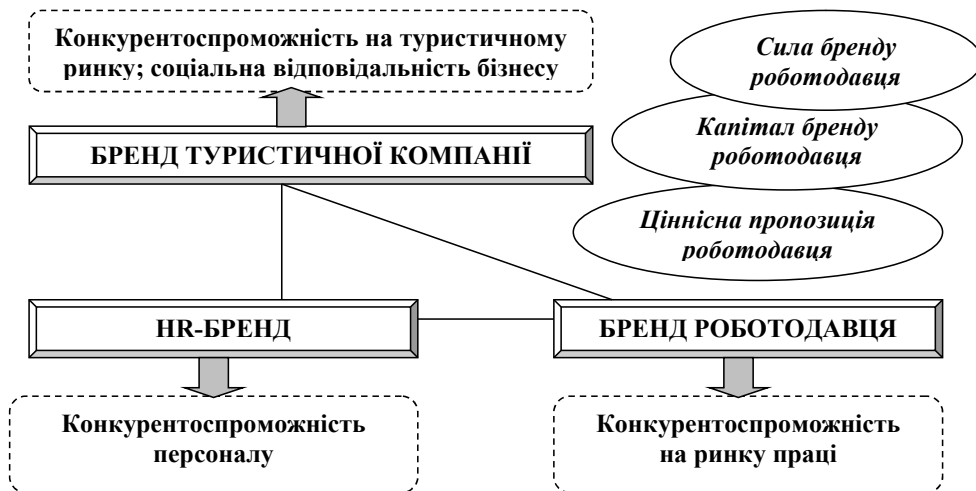 Конкурентоспроможність на туристичному
ринку; соціальна відповідальність бізнесу
Сила бренду
роботодавця
БРЕНД ТУРИСТИЧНОЇ КОМПАНІЇ
Капітал бренду
роботодавця
Ціннісна пропозиція
роботодавця
HR-БРЕНД
БРЕНД РОБОТОДАВЦЯ
Конкурентоспроможність
персоналу
Конкурентоспроможність
на ринку праці